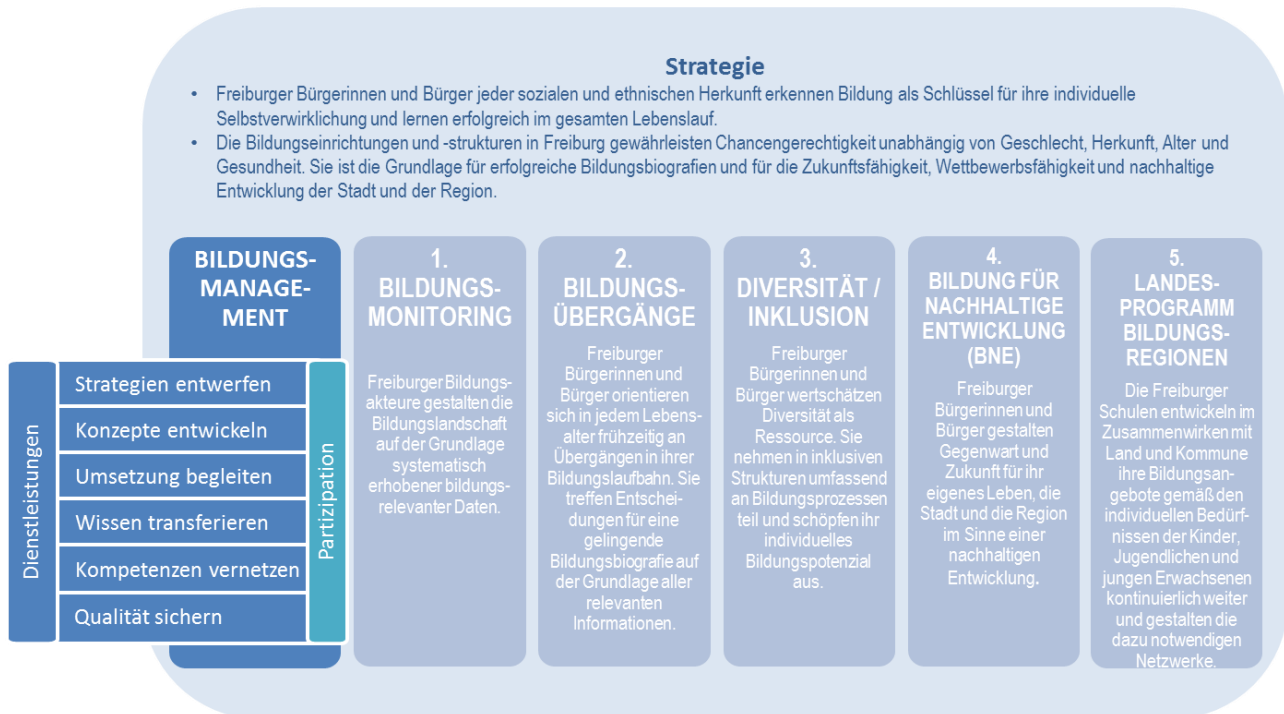 Strategie
• Freiburger Bürgerinnen und Bürger jeder sozialen und ethnischen Herkunft erkennen Bildung als Schlüssel für ihre individuelle
Selbstverwirklichung und lernen erfolgreich im gesamten Lebenslauf.
• Die Bildungseinrichtungen und -strukturen in Freiburg gewährleisten Chancengerechtigkeit unabhängig von Geschlecht, Herkunft, Alter und
Gesundheit. Sie ist die Grundlage für erfolgreiche Bildungsbiografien und für die Zukunftsfähigkeit, Wettbewerbsfähigkeit und nachhaltige
Entwicklung der Stadt und der Region.
BILDUNGS-
MANAGE-
MENT
Dienstleistungen
Strategien entwerfen
Konzepte entwickeln
Umsetzung begleiten
Wissen transferieren
Kompetenzen vernetzen
Qualität sichern
Partizipation
1.
BILDUNGS-
MONITORING
Freiburger Bildungs-
akteure gestalten die
Bildungslandschaft
auf der Grundlage
systematisch
erhobener bildungs-
relevanter Daten.
2.
BILDUNGS-
ÜBERGÄNGE
Freiburger
Bürgerinnen und
Bürger orientieren
sich in jedem Lebens-
alter frühzeitig an
Übergängen in ihrer
Bildungslaufbahn. Sie
treffen Entschei-
dungen für eine
gelingende
Bildungsbiografie auf
der Grundlage aller
relevanten
Informationen.
3.
DIVERSITÄT /
INKLUSION
Freiburger
Bürgerinnen und
Bürger wertschätzen
Diversität als
Ressource. Sie
nehmen in inklusiven
Strukturen umfassend
an Bildungsprozessen
teil und schöpfen ihr
individuelles
Bildungspotenzial
aus.
4.
BILDUNG FÜR
NACHHALTIGE
ENTWICKLUNG
(BNE)
Freiburger
Bürgerinnen und
Bürger gestalten
Gegenwart und
Zukunft für ihr
eigenes Leben, die
Stadt und die Region
im Sinne einer
nachhaltigen
Entwicklung.
5.
LANDES-
PROGRAMM
BILDUNGS-
REGIONEN
Die Freiburger
Schulen entwickeln im
Zusammenwirken mit
Land und Kommune
ihre Bildungsan-
gebote gemäß den
individuellen Bedürf-
nissen der Kinder,
Jugendlichen und
jungen Erwachsenen
kontinuierlich weiter
und gestalten die
dazu notwendigen
Netzwerke.